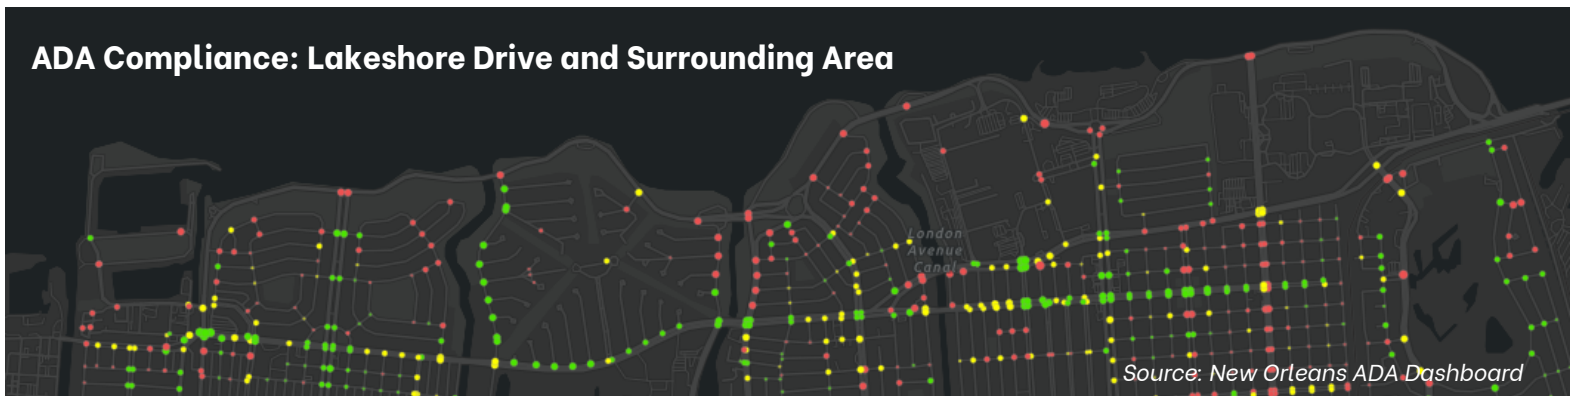 ADA Compliance: Lakeshore Drive and Surrounding Area
London
Avenue
Canal
Source: New Orleans ADA Dashboard